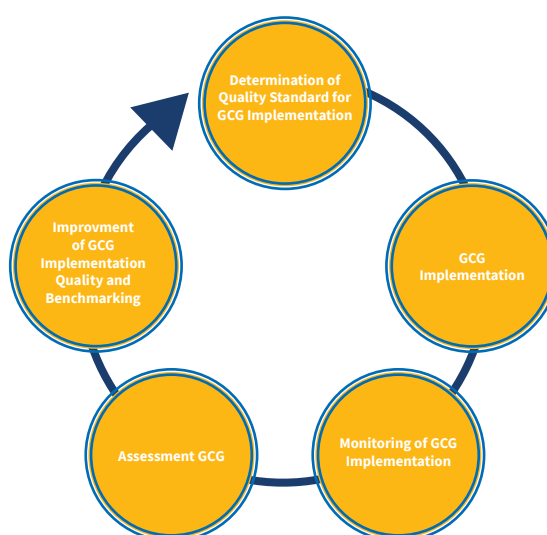 Determination of
Quality Standard for
GCG Implementation
GCG
Implementation
Monitoring of GCG
Implementation
Assessment GCG
Improvment
of GCG
Implementation
Quality and
Benchmarking